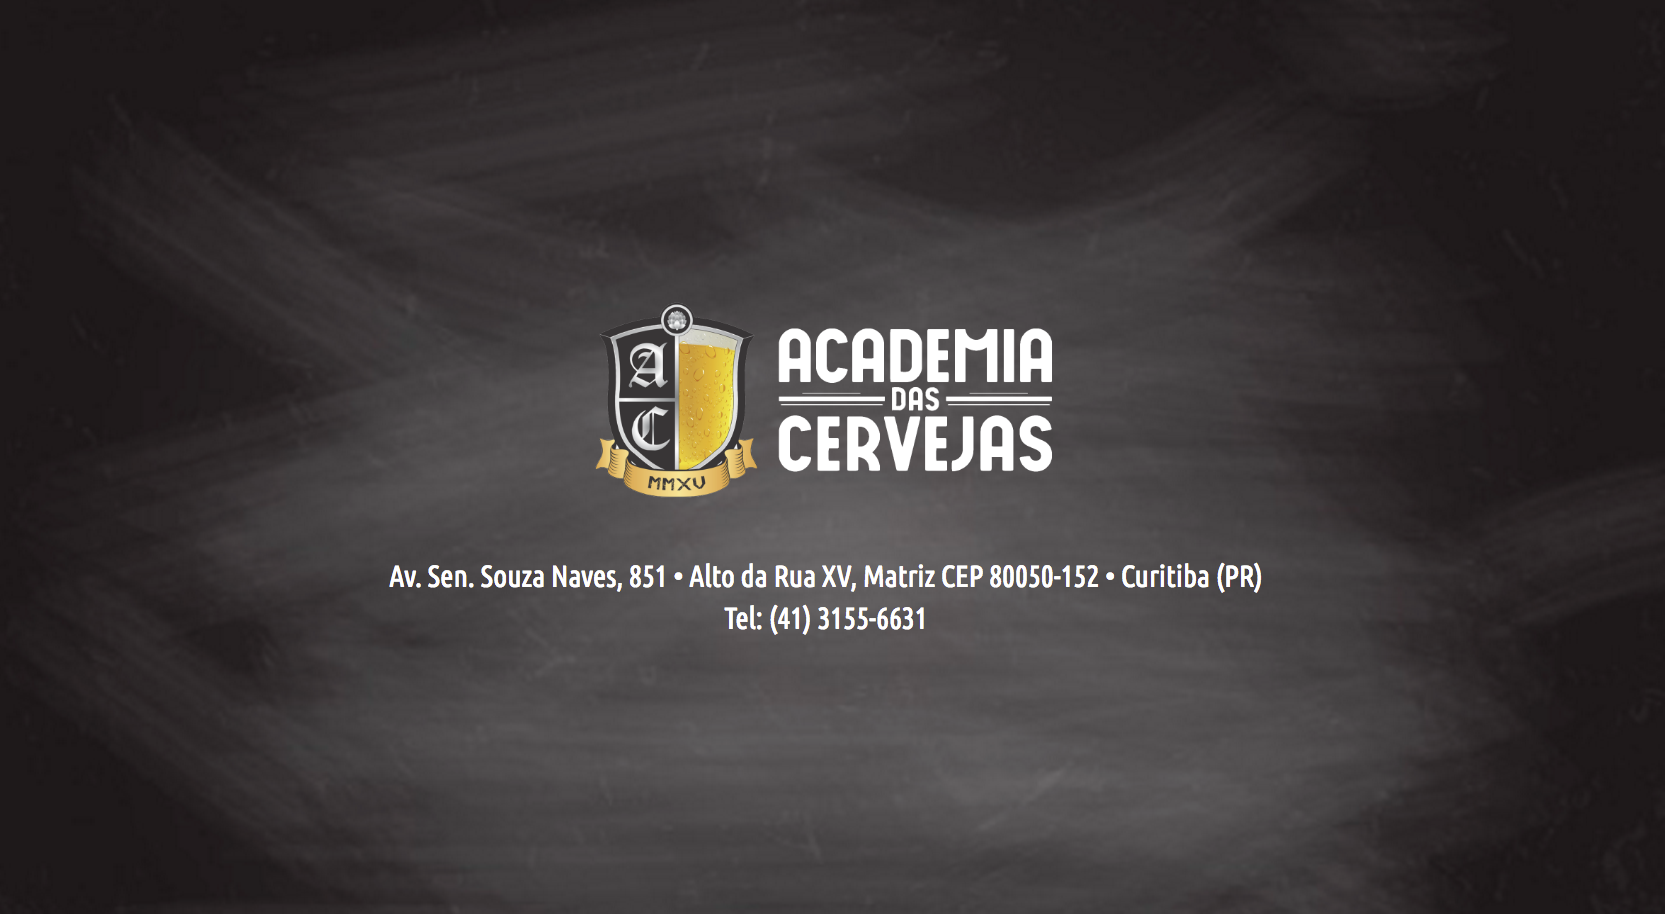 A
C
MMXV
ACADEMIA
DAS
CERVEJAS
Av. Sen. Souza Naves, 851 • Alto da Rua XV, Matriz CEP 80050-152 • Curitiba (PR)
Tel: (41) 3155-6631